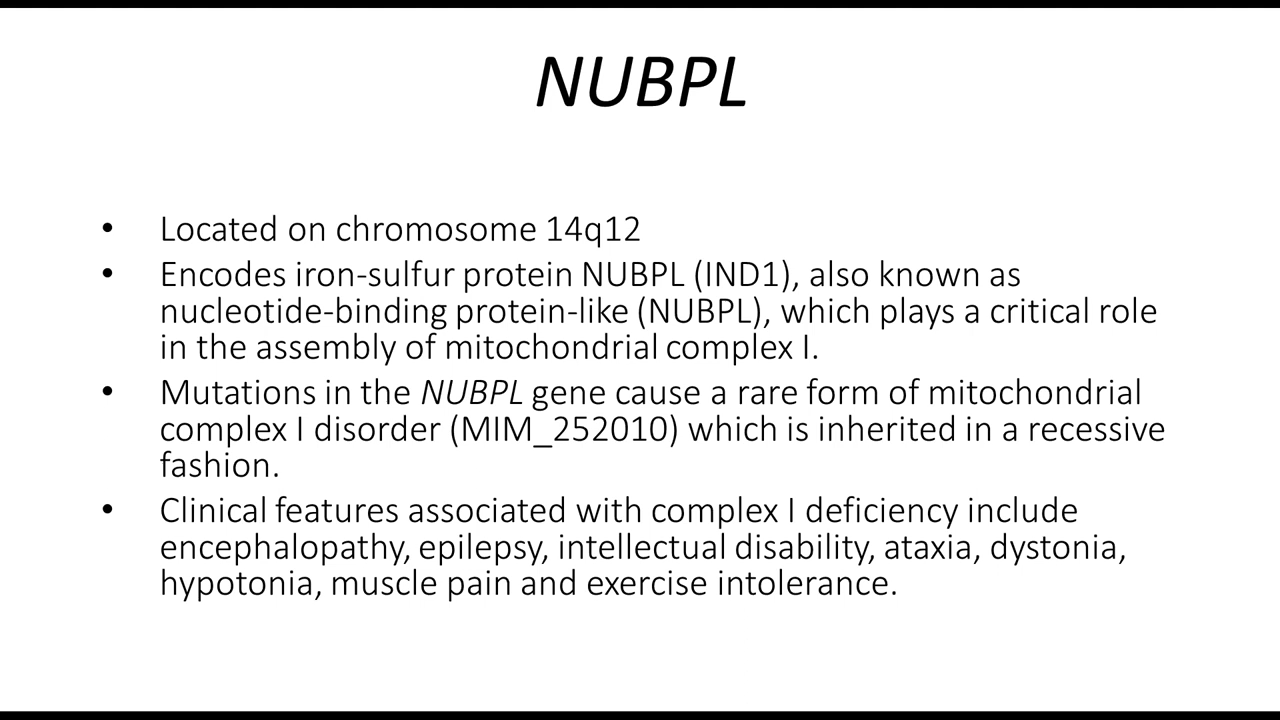 NUBPL
• Located on chromosome 14q12
• Encodes iron-sulfur protein NUBPL (IND1), also known as
nucleotide-binding protein-like (NUBPL), which plays a critical role
in the assembly of mitochondrial complex I.
• Mutations in the NUBPL gene cause a rare form of mitochondrial
complex I disorder (MIM_252010) which is inherited in a recessive
fashion.
• Clinical features associated with complex I deficiency include
encephalopathy, epilepsy, intellectual disability, ataxia, dystonia,
hypotonia, muscle pain and exercise intolerance.